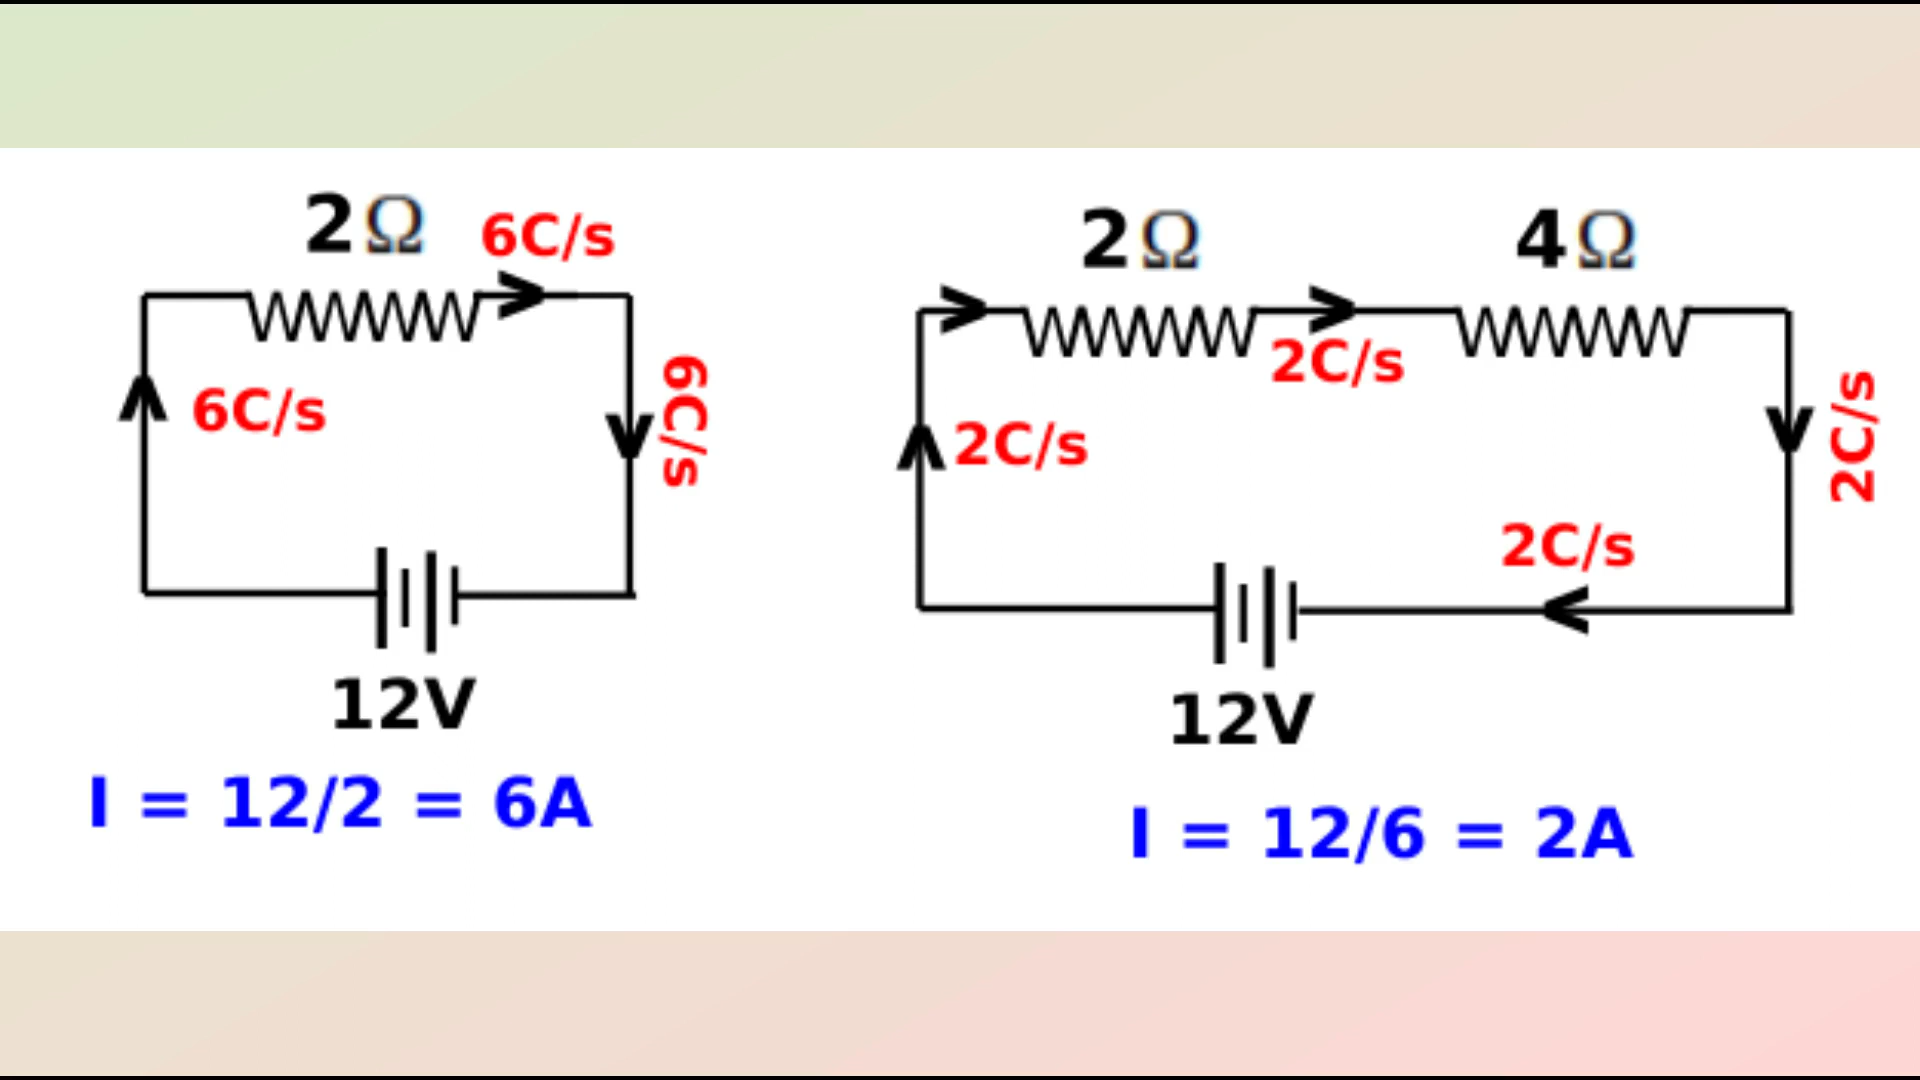 2Ω
6C/s
6C/s
6C/s
12V
I = 12/2 = 6A
2Ω
4Ω
2C/s
2C/s
2C/s
2C/s
12V
I = 12/6 = 2A